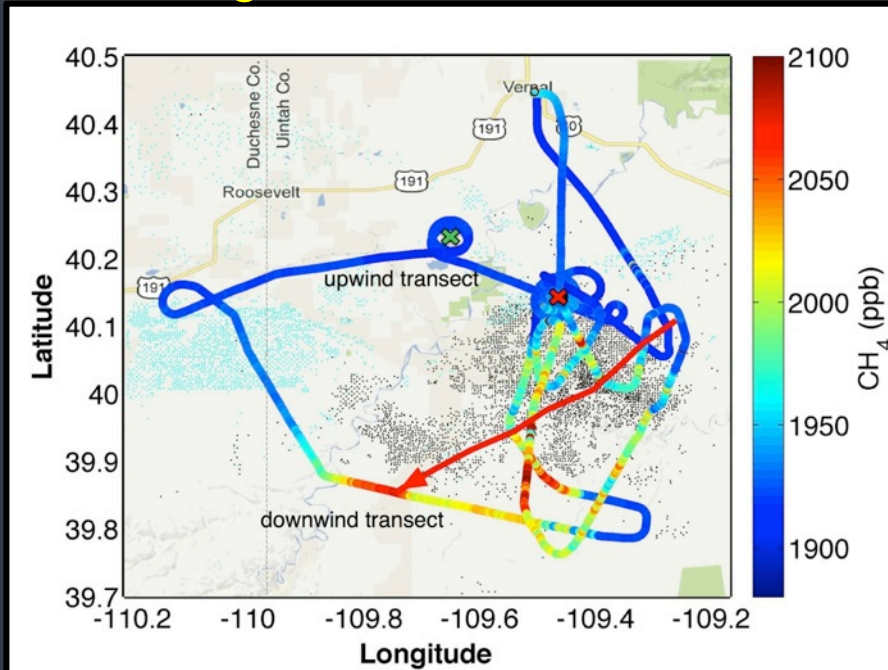 40.5
40.4
40.3
40.2
40.1
40
39.9
39.8
39.7
Latitude
Duchesne Co.
Uintah Co.
Vernal
191
191
191
Roosevelt
upwind transect
downwind transect
-110.2 -110 -109.8 -109.6 -109.4 -109.2
Longitude
2100
2050
2000
1950
1900
CH4 (ppb)